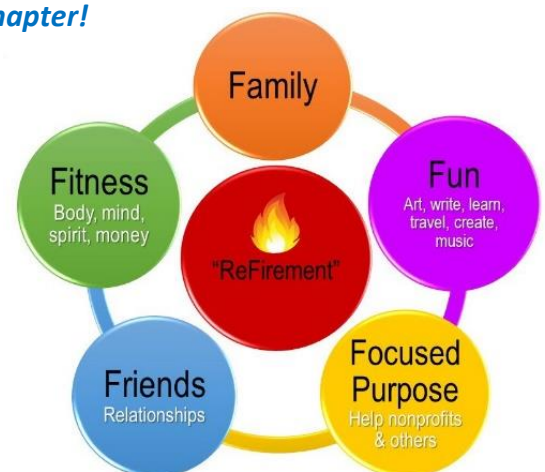 hapter!
Family
Fun
Art, write, learn,
travel, create,
music
Focused
Purpose
Help nonprofits
& others
Friends
Relationships
Fitness
Body, mind,
spirit, money
"ReFirement"